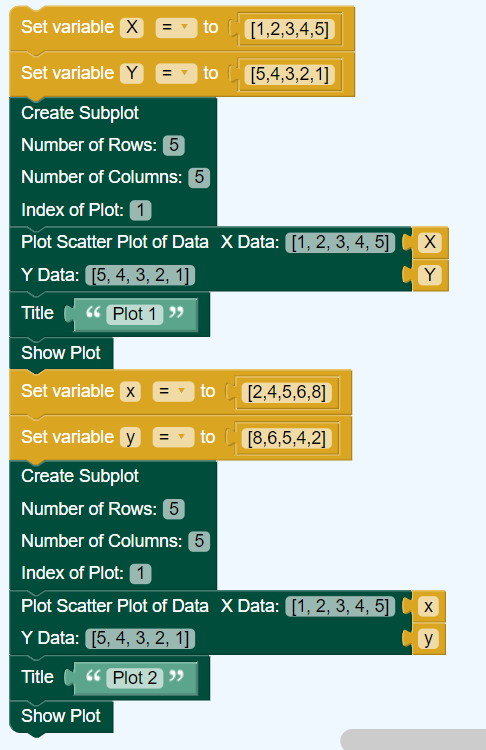 Set variable X = to [1,2,3,4,5]
Set variable Y = to [5,4,3,2,1]
Create Subplot
Number of Rows: 5
Number of Columns: 5
Index of Plot: 1
Plot Scatter Plot of Data X Data: [1, 2, 3, 4, 5] X
Y Data: [5, 4, 3, 2, 1] Y
Title “ Plot 1 ”
Show Plot
Set variable x = to [2,4,5,6,8]
Set variable y = to [8,6,5,4,2]
Create Subplot
Number of Rows: 5
Number of Columns: 5
Index of Plot: 1
Plot Scatter Plot of Data X Data: [1, 2, 3, 4, 5] x
Y Data: [5, 4, 3, 2, 1] y
Title “ Plot 2 ”
Show Plot